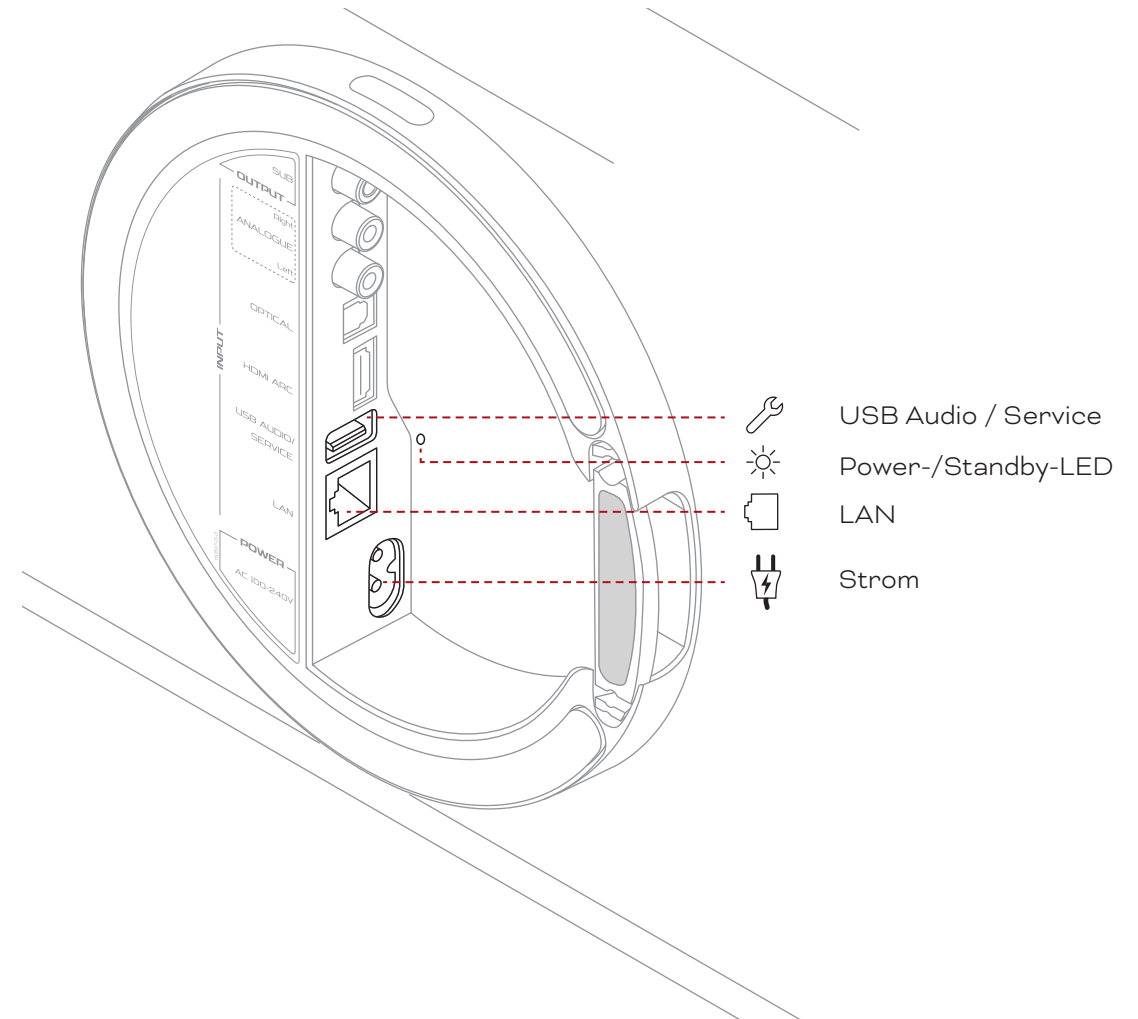 SUB
OUTPUT
Right
ANALOGUE
Left
OPTICAL
INPUT
HDMI ARC
USB AUDIO/
SERVICE
LAN
POWER
AC 100-240V
USB Audio / Service
Power-/Standby-LED
LAN
Strom